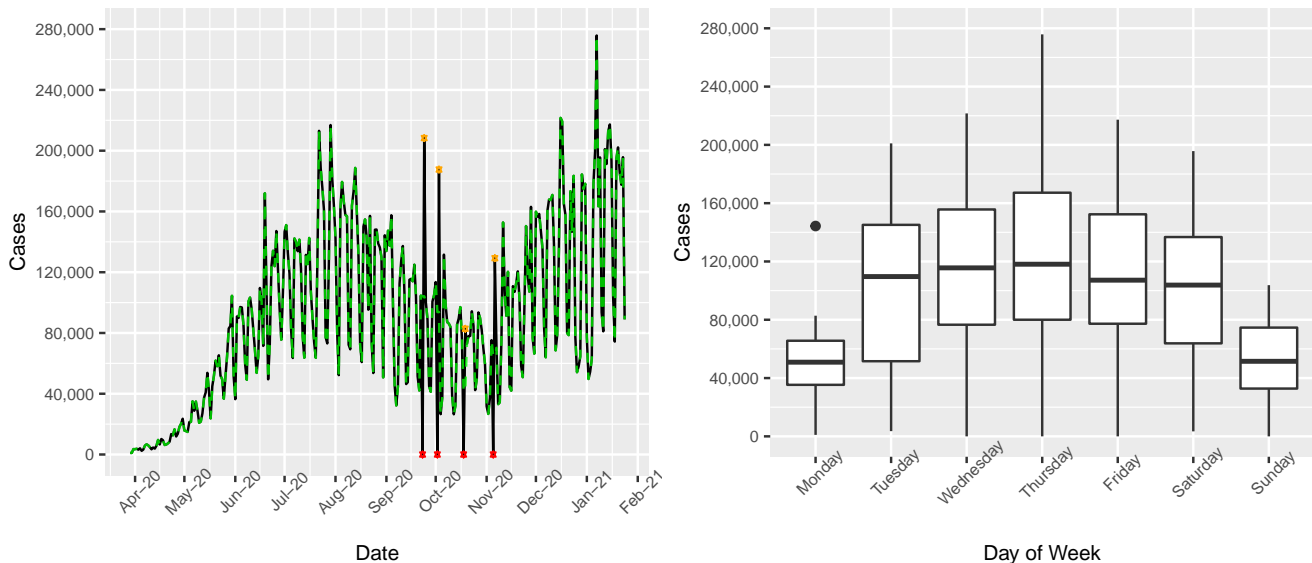 280,000
240,000
200,000
160,000
120,000
80,000
40,000
0
Cases
Apr−20
May−20
Jun−20
Jul−20
Aug−20
Sep−20
Oct−20
Nov−20
Dec−20
Jan−21
Feb−21
Date
280,000
240,000
200,000
160,000
120,000
80,000
40,000
0
Cases
Monday
Tuesday
Wednesday
Thursday
Friday
Saturday
Sunday
Day of Week